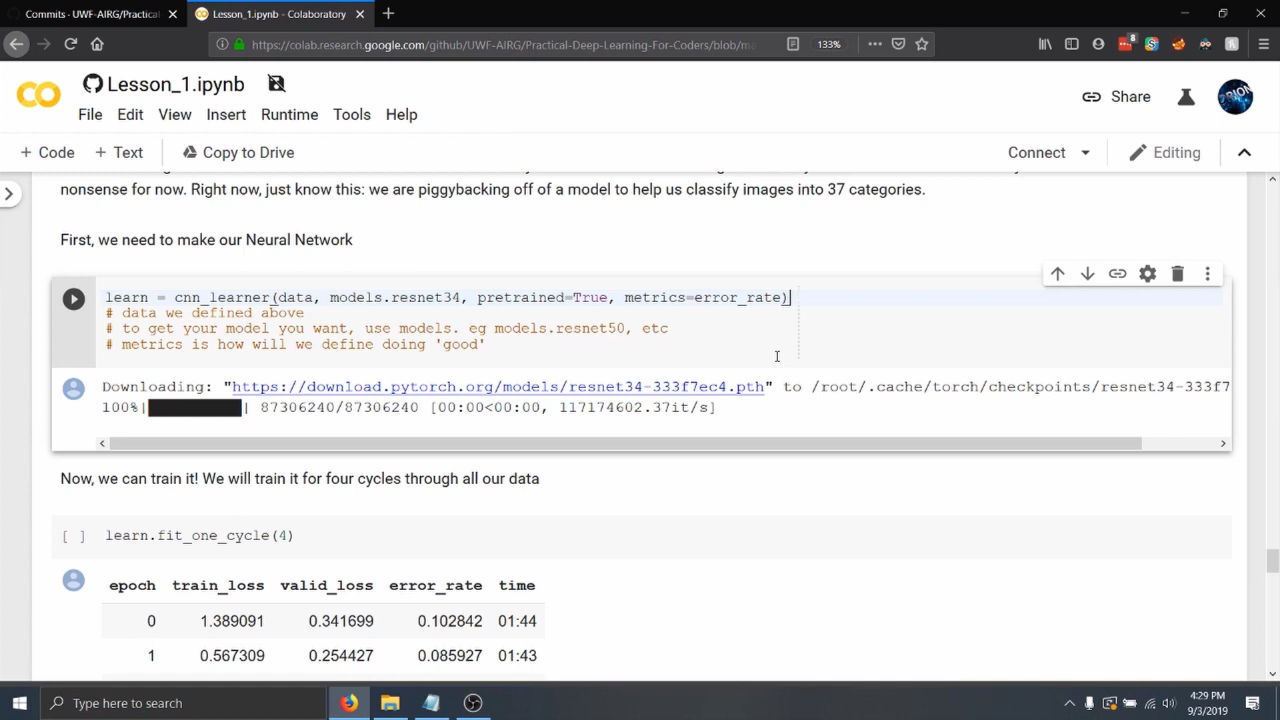 Commits · UWF-AIRG/Practical
Lesson_1.ipynb - Colaboratory
https://colab.research.google.com/github/UWF-AIRG/Practical-Deep-Learning-For-Coders/blob/ma
133%
8
CO
Lesson_1.ipynb
Share
File Edit View Insert Runtime Tools Help
+ Code + Text Copy to Drive
Connect
Editing
nonsense for now. Right now, just know this: we are piggybacking off of a model to help us classify images into 37 categories.
First, we need to make our Neural Network
learn = cnn_learner(data, models.resnet34, pretrained=True, metrics=error_rate)
# data we defined above
# to get your model you want, use models. eg models.resnet50, etc
# metrics is how will we define doing 'good'
Downloading: "https://download.pytorch.org/models/resnet34-333f7ec4.pth" to /root/.cache/torch/checkpoints/resnet34-333f7
100%| | 87306240/87306240 [00:00<00:00, 117174602.37it/s]
Now, we can train it! We will train it for four cycles through all our data
[ ] learn.fit_one_cycle(4)
epoch train_loss valid_loss error_rate time
0 1.389091 0.341699 0.102842 01:44
1 0.567309 0.254427 0.085927 01:43
Type here to search
4:29 PM
9/3/2019